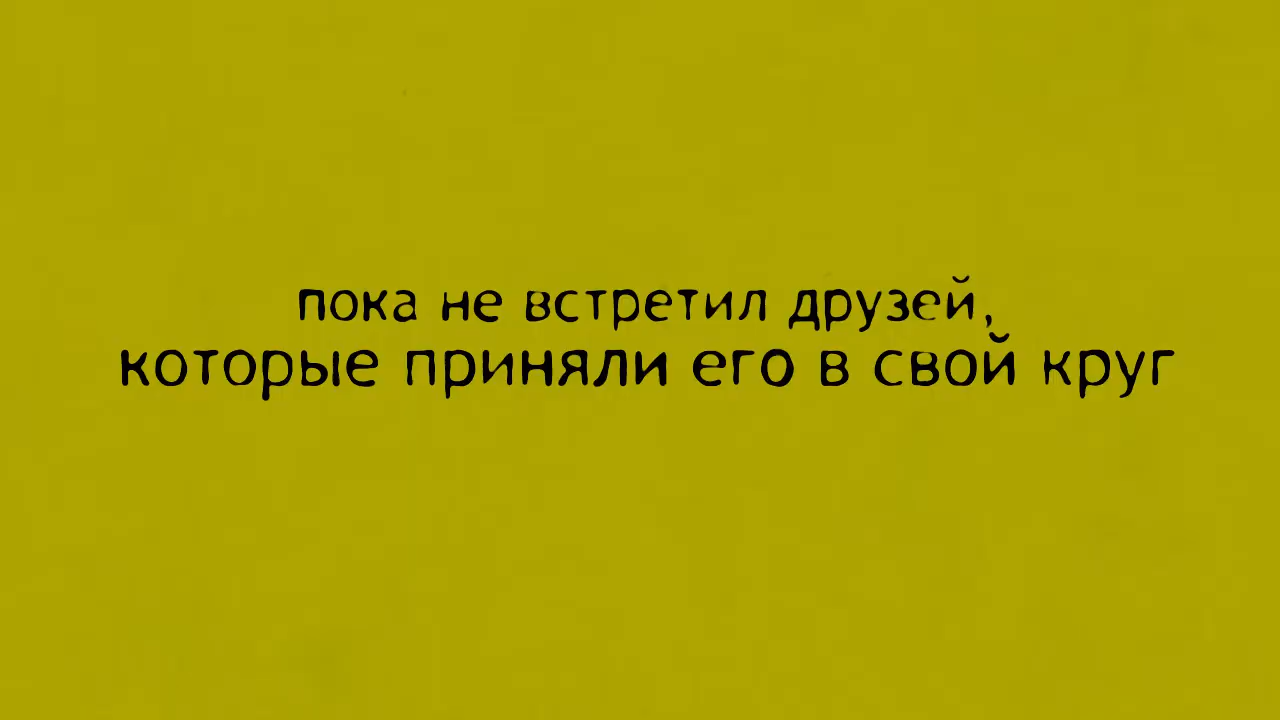 пока не встретил друзей,
которые приняли его в свой круг